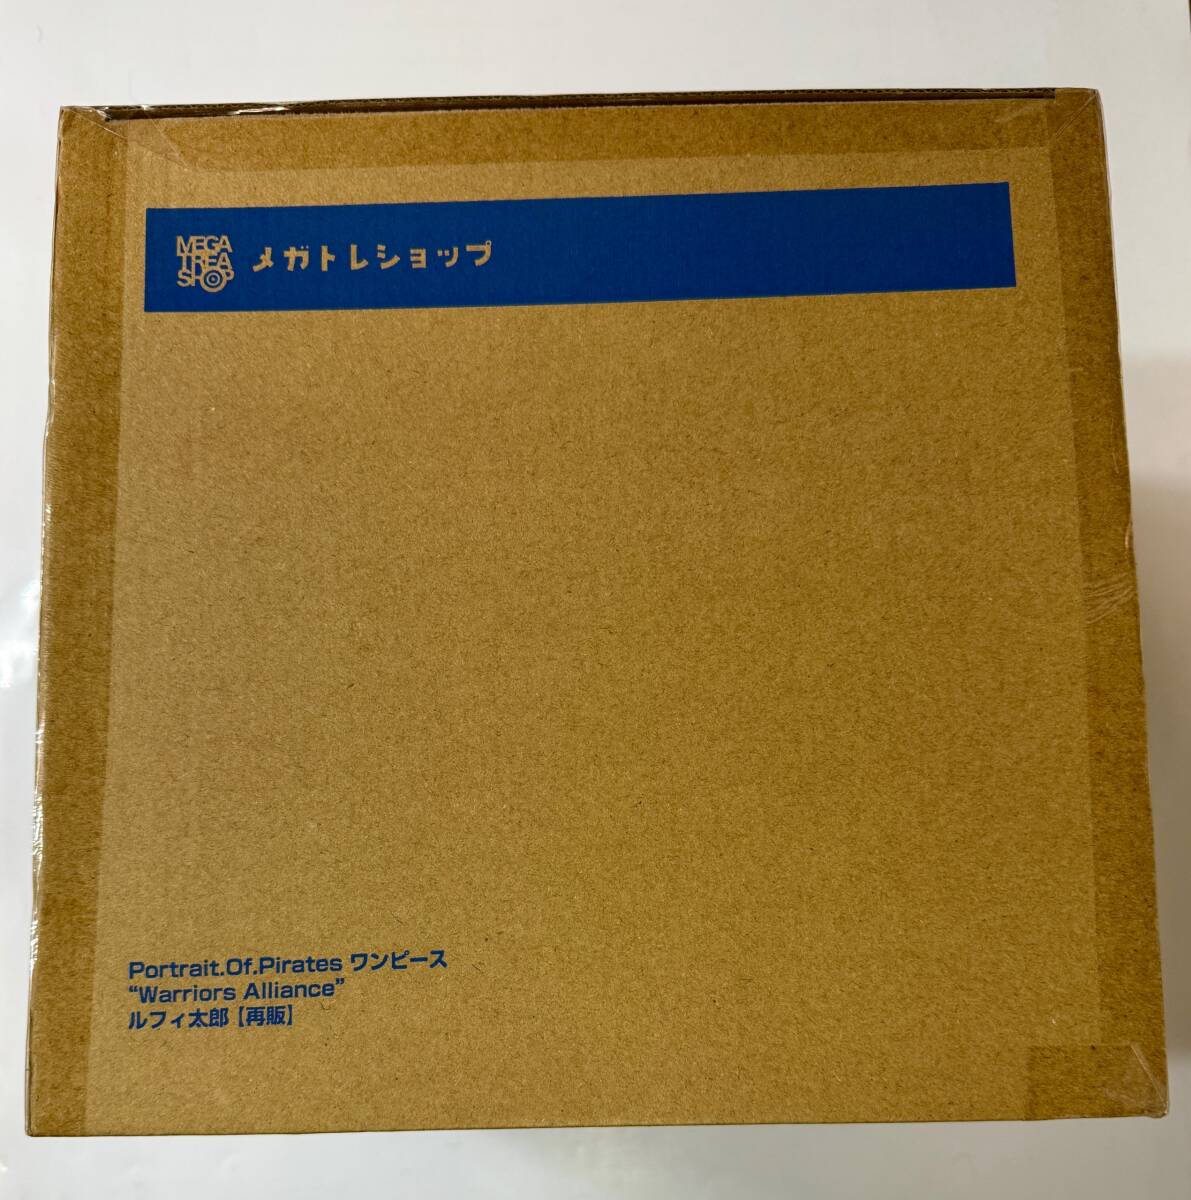 MEGA
TREA
SHOP
メガトレショップ
Portrait.Of.Pirates ワンピース
“Warriors Alliance”
ルフィ太郎【再販】